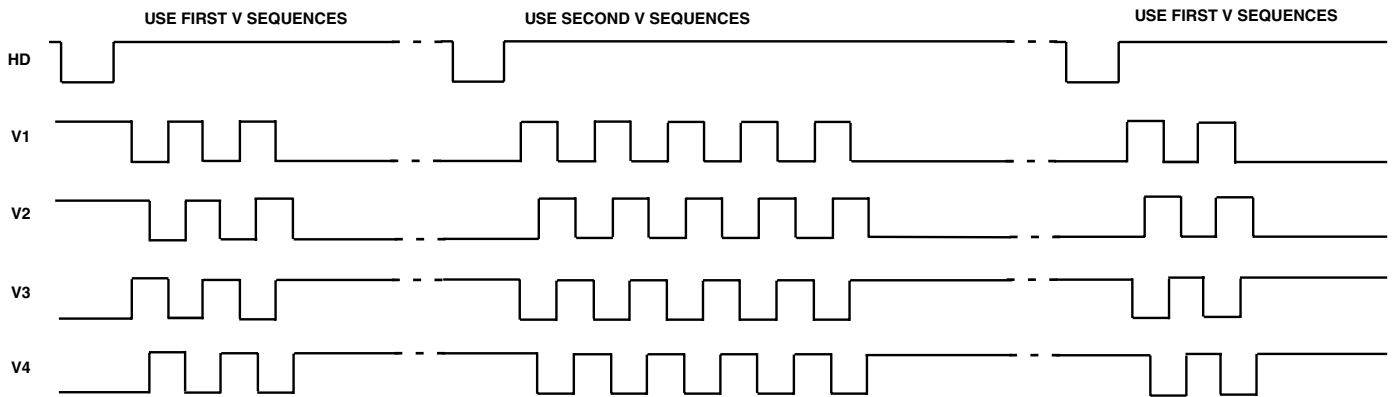 USE FIRST V SEQUENCES
USE SECOND V SEQUENCES
USE FIRST V SEQUENCES
HD
V1
V2
V3
V4